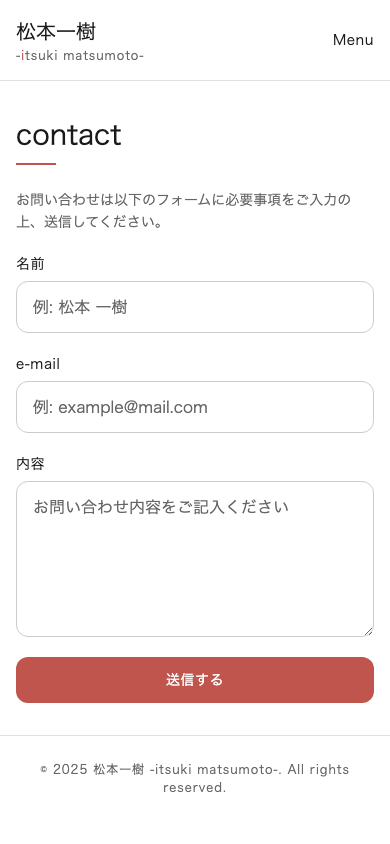 松本一樹
-itsuki matsumoto-
Menu
contact
お問い合わせは以下のフォームに必要事項をご入力の
上、送信してください。
名前
例: 松本 一樹
e-mail
例: example@mail.com
内容
お問い合わせ内容をご記入ください
送信する
© 2025 松本一樹 -itsuki matsumoto-. All rights
reserved.